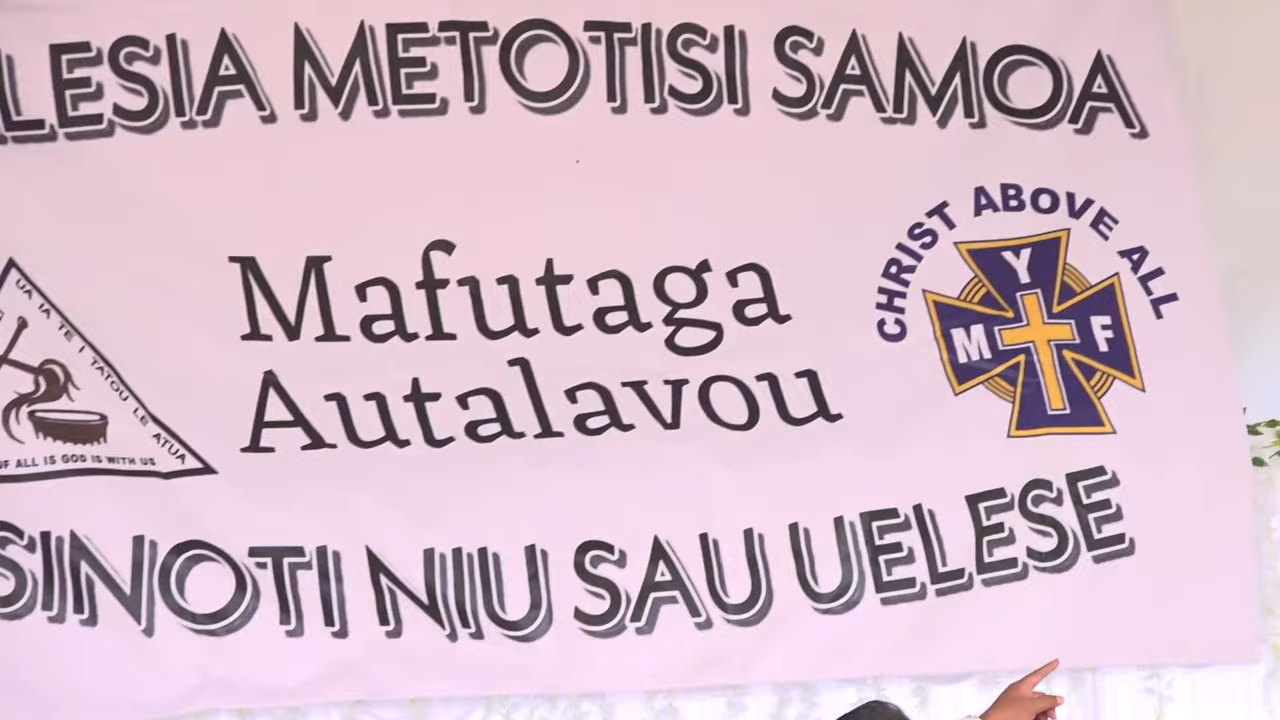 LESIA METOTISI SAMOA
CHRIST ABOVE ALL
Y
M F
Mafutaga
Autalavou
UA IA TE I TATOU LE ATUA
OF ALL IS GOD IS WITH US
SINOTI NIU SAU UELESE